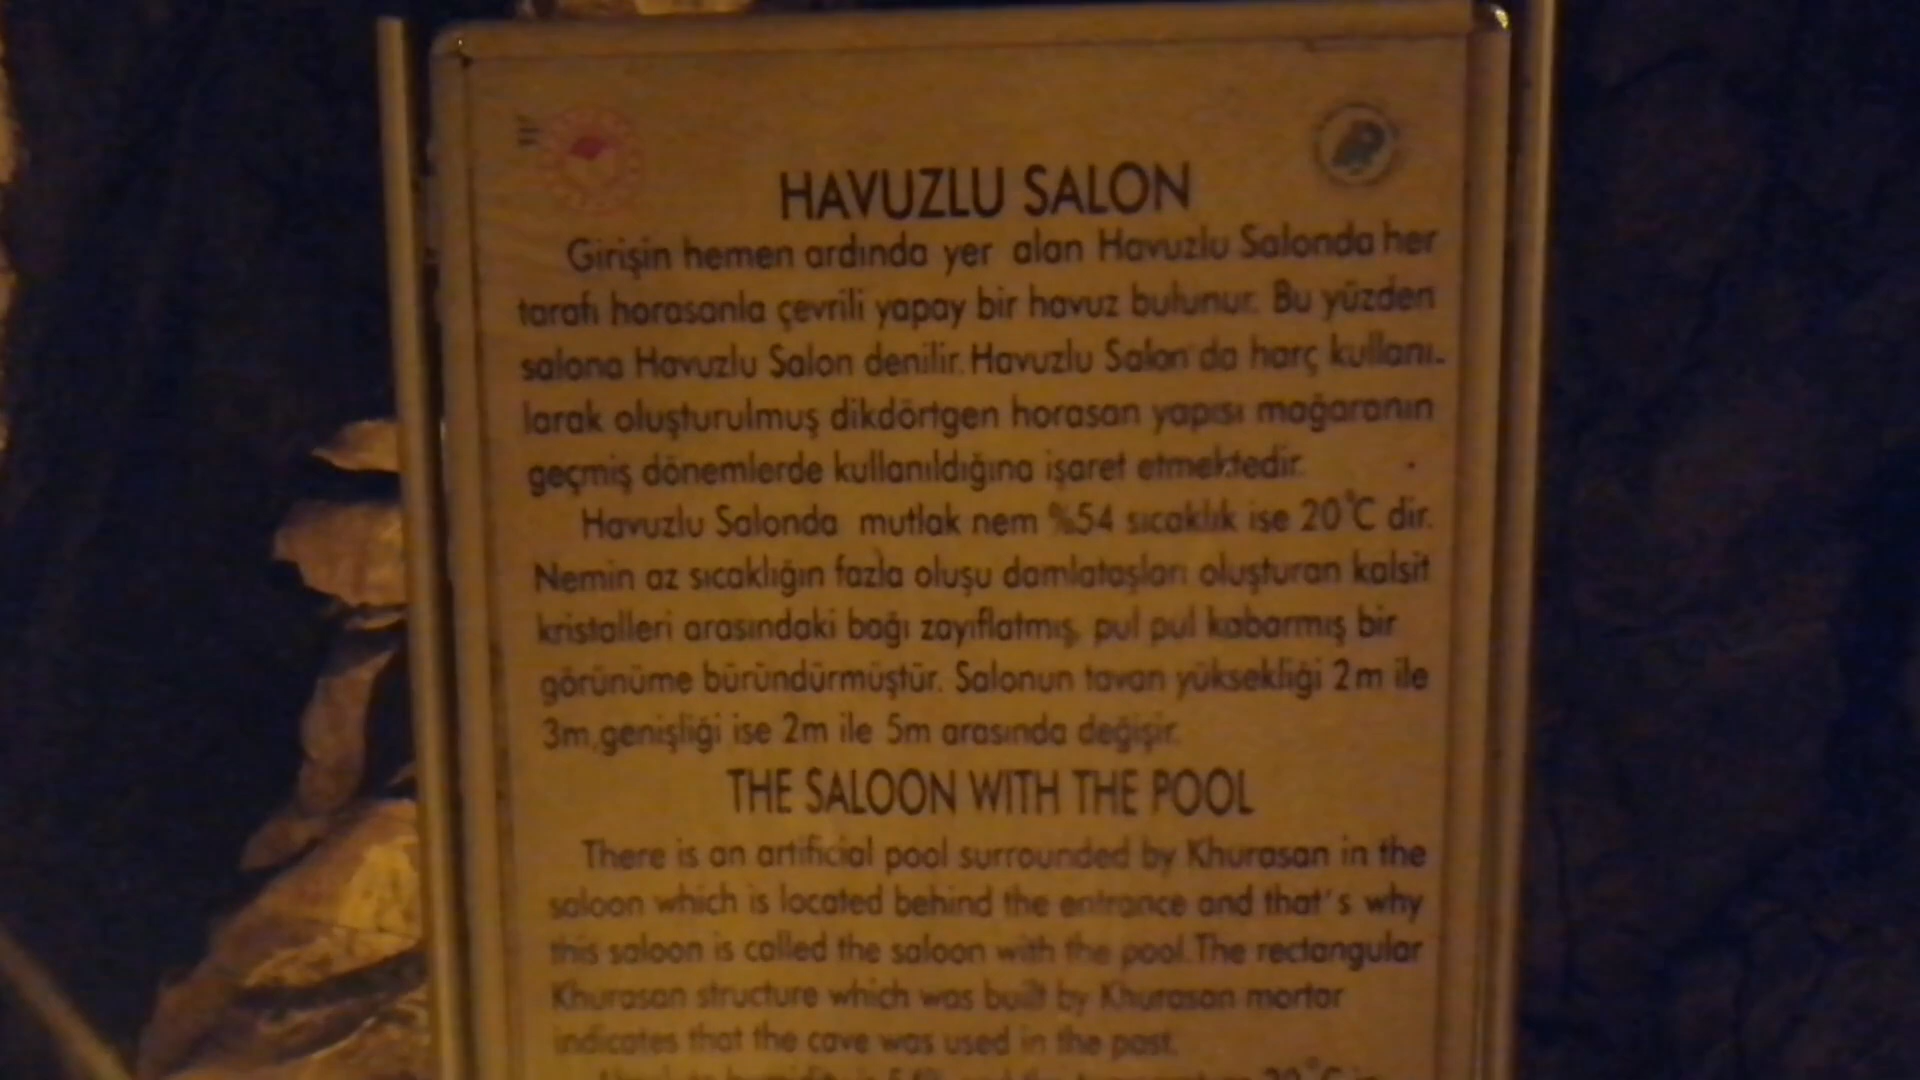 HAVUZLU SALON
Girişin hemen ardında yer alan Havuzlu Salonda her
tarafı horasanla çevrili yapay bir havuz bulunur. Bu yüzden
salona Havuzlu Salon denilir. Havuzlu Salon'da harç kullanı-
larak oluşturulmuş dikdörtgen horasan yapısı mağaranın
geçmiş dönemlerde kullanıldığına işaret etmektedir.
Havuzlu Salonda mutlak nem %54 sıcaklık ise 20°C dir.
Nemin az sıcaklığın fazla oluşu damlataşları oluşturan kalsit
kristalleri arasındaki bağı zayıflatmış, pul pul kabarmış bir
görünüme büründürmüştür. Salonun tavan yüksekliği 2m ile
3m,genişliği ise 2m ile 5m arasında değişir.
THE SALOON WITH THE POOL
There is an artificial pool surrounded by Khurasan in the
saloon which is located behind the entrance and that's why
this saloon is called the saloon with the pool.The rectangular
Khurasan structure which was built by Khurasan mortar
indicates that the cave was used in the past.